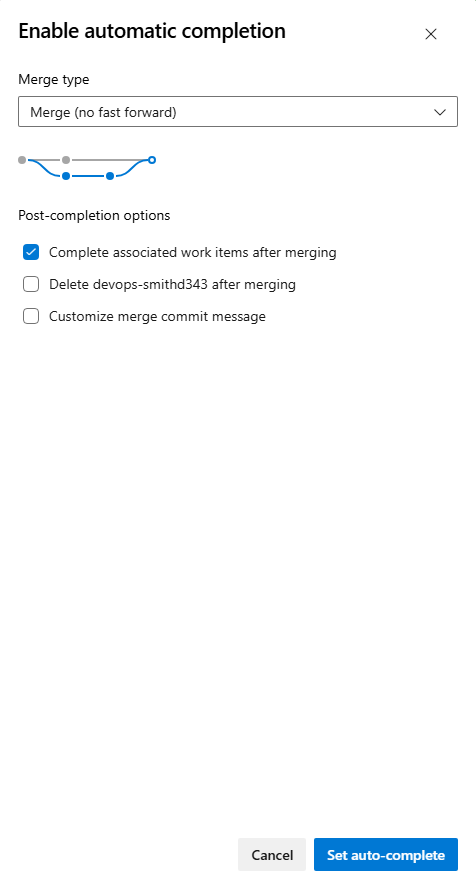 Enable automatic completion
Merge type
Merge (no fast forward)
Post-completion options
Complete associated work items after merging
Delete devops-smithd343 after merging
Customize merge commit message
Cancel
Set auto-complete